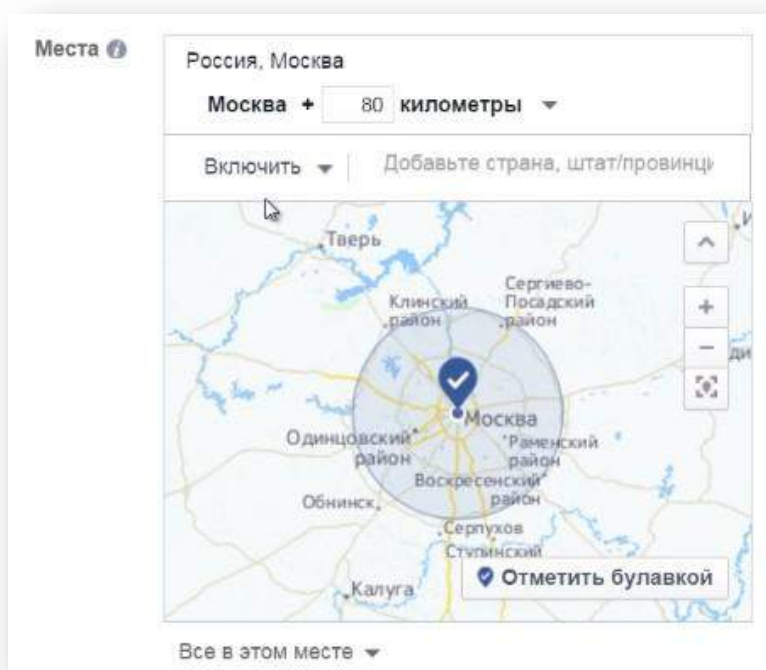 Места
Россия, Москва
Москва + 80 километры
Включить
Добавьте страна, штат/провинци
Тверь
Клинский
район
Сергиево-
Посадский
район
Москва
Одинцовский
район
Раменский
район
Воскресенский
район
Обнинск
Серпухов
Ступинский
Калуга
Отметить булавкой
Все в этом месте